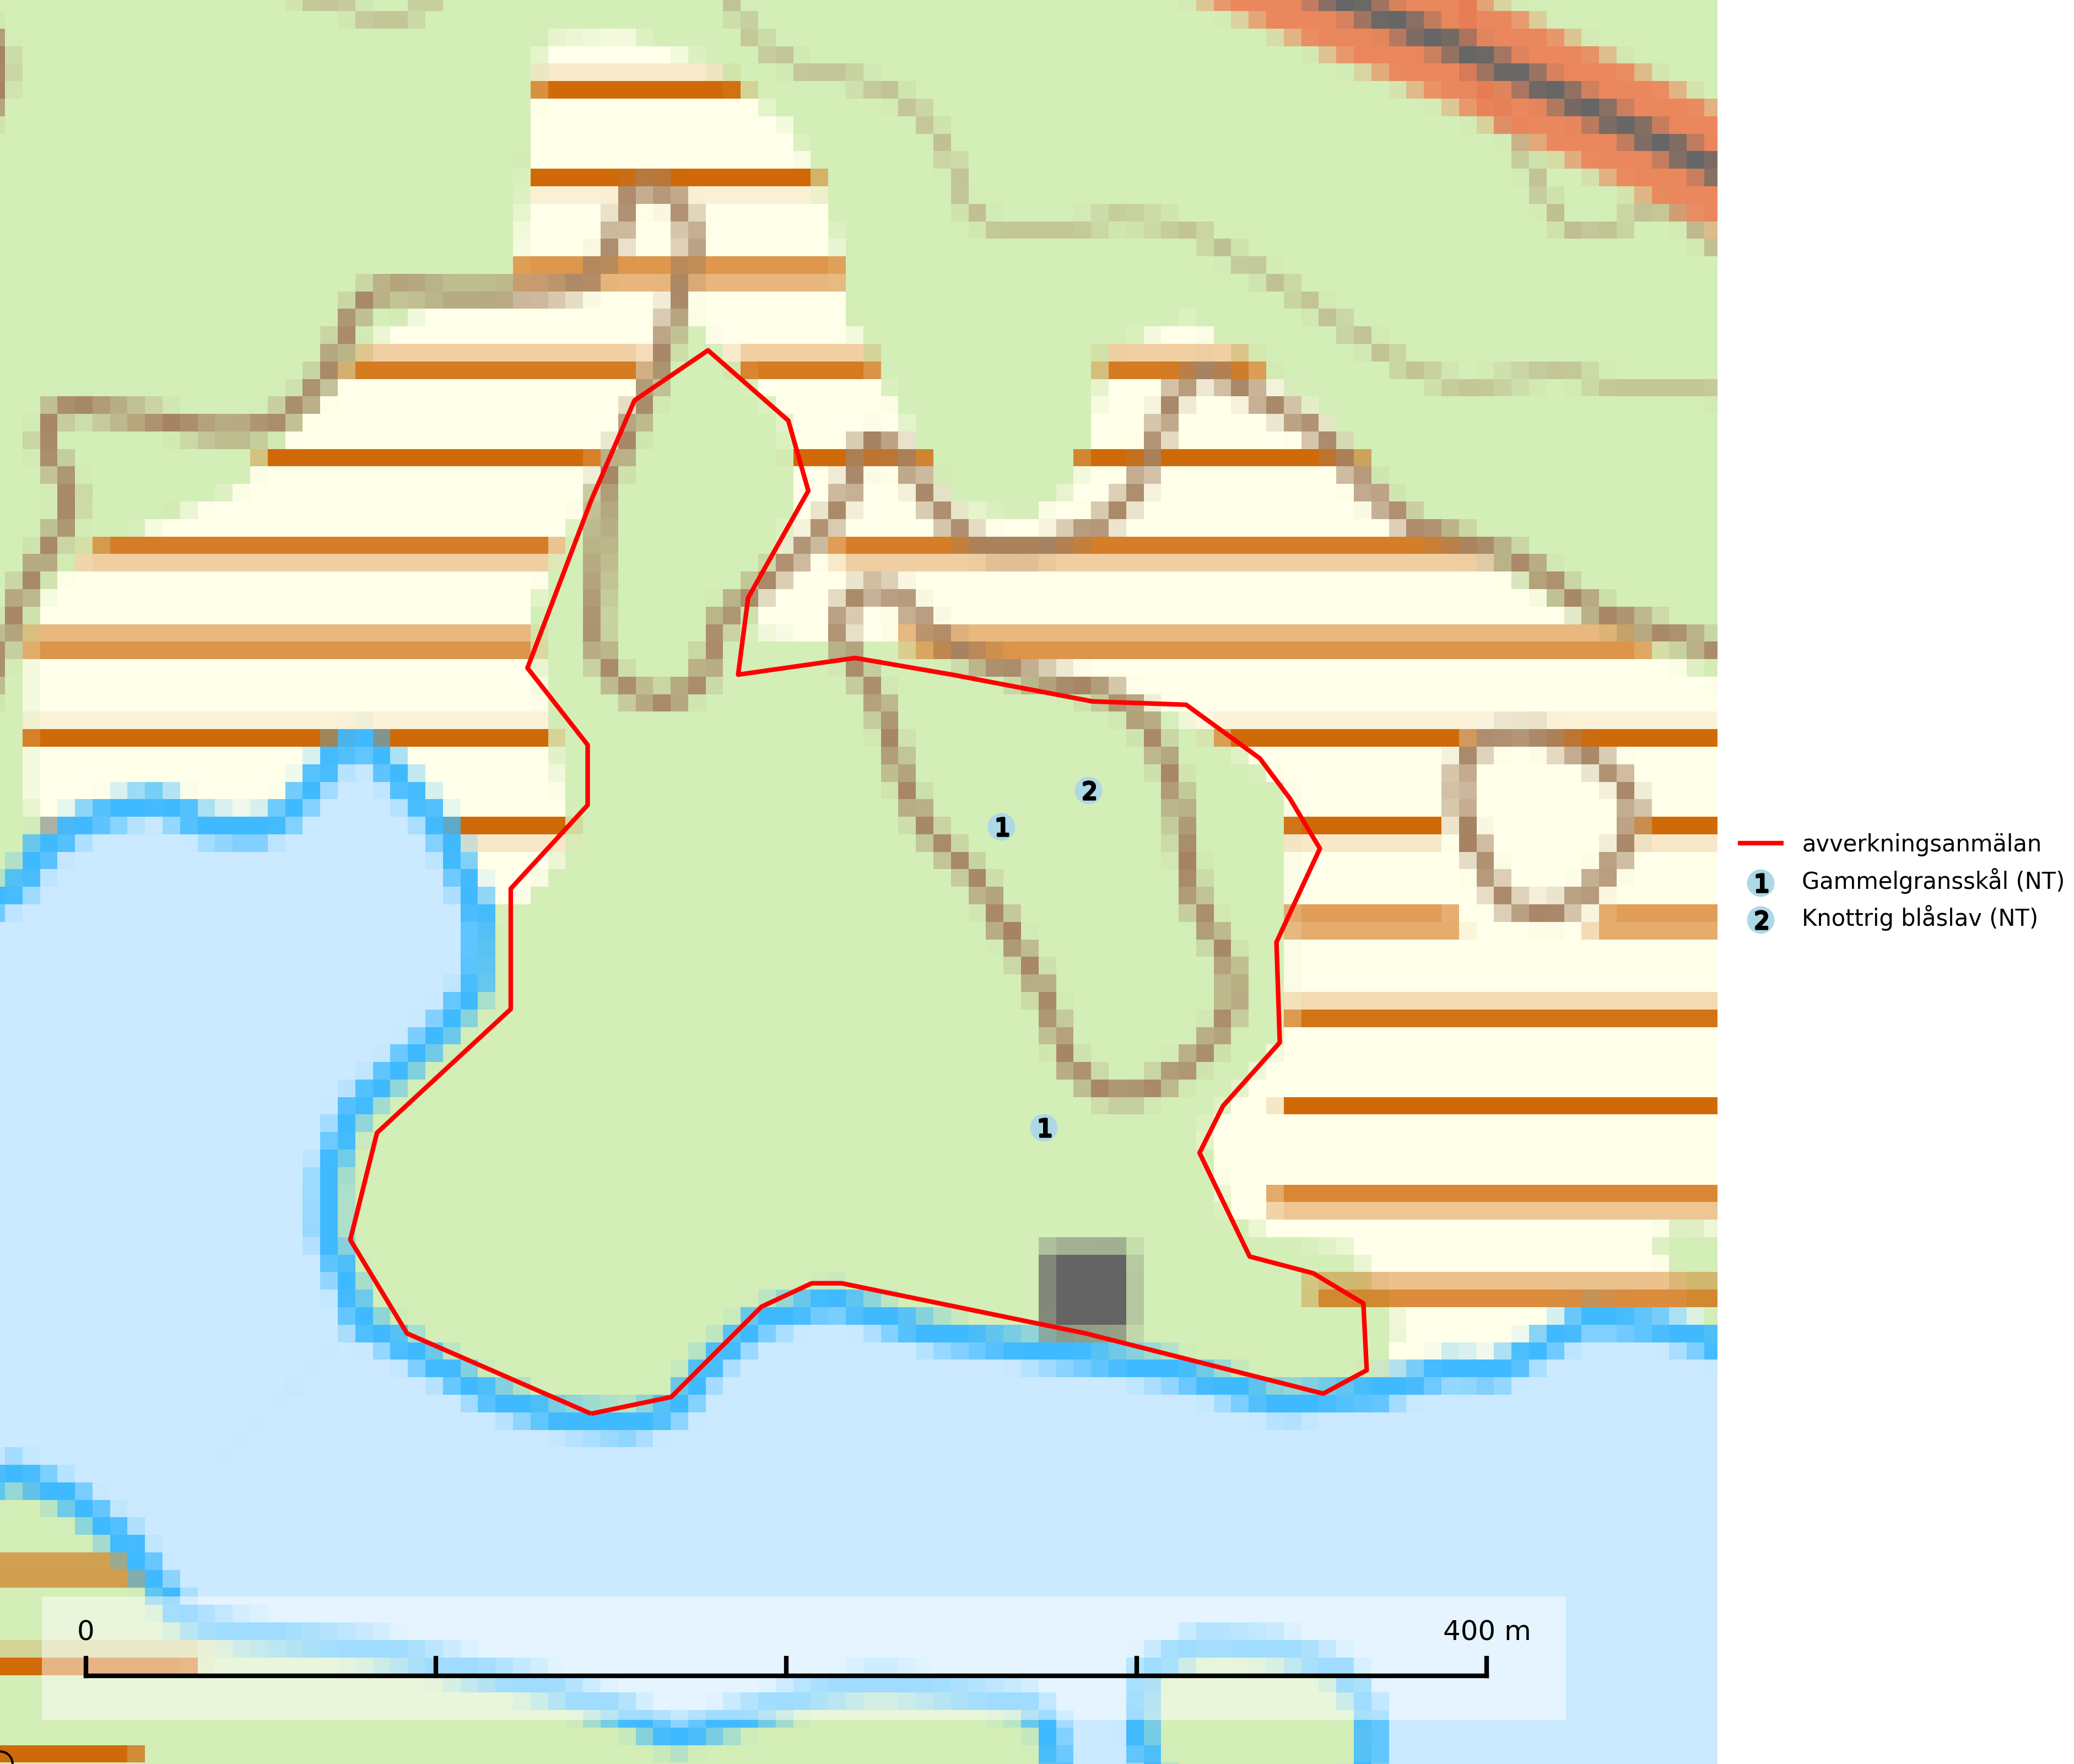 2
1
1
avverkningsanmälan
1 Gammelgransskål (NT)
2 Knottrig blåslav (NT)
0 400 m